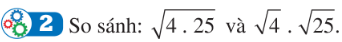 2 So sánh: √4 . 25 và √4 . √25.